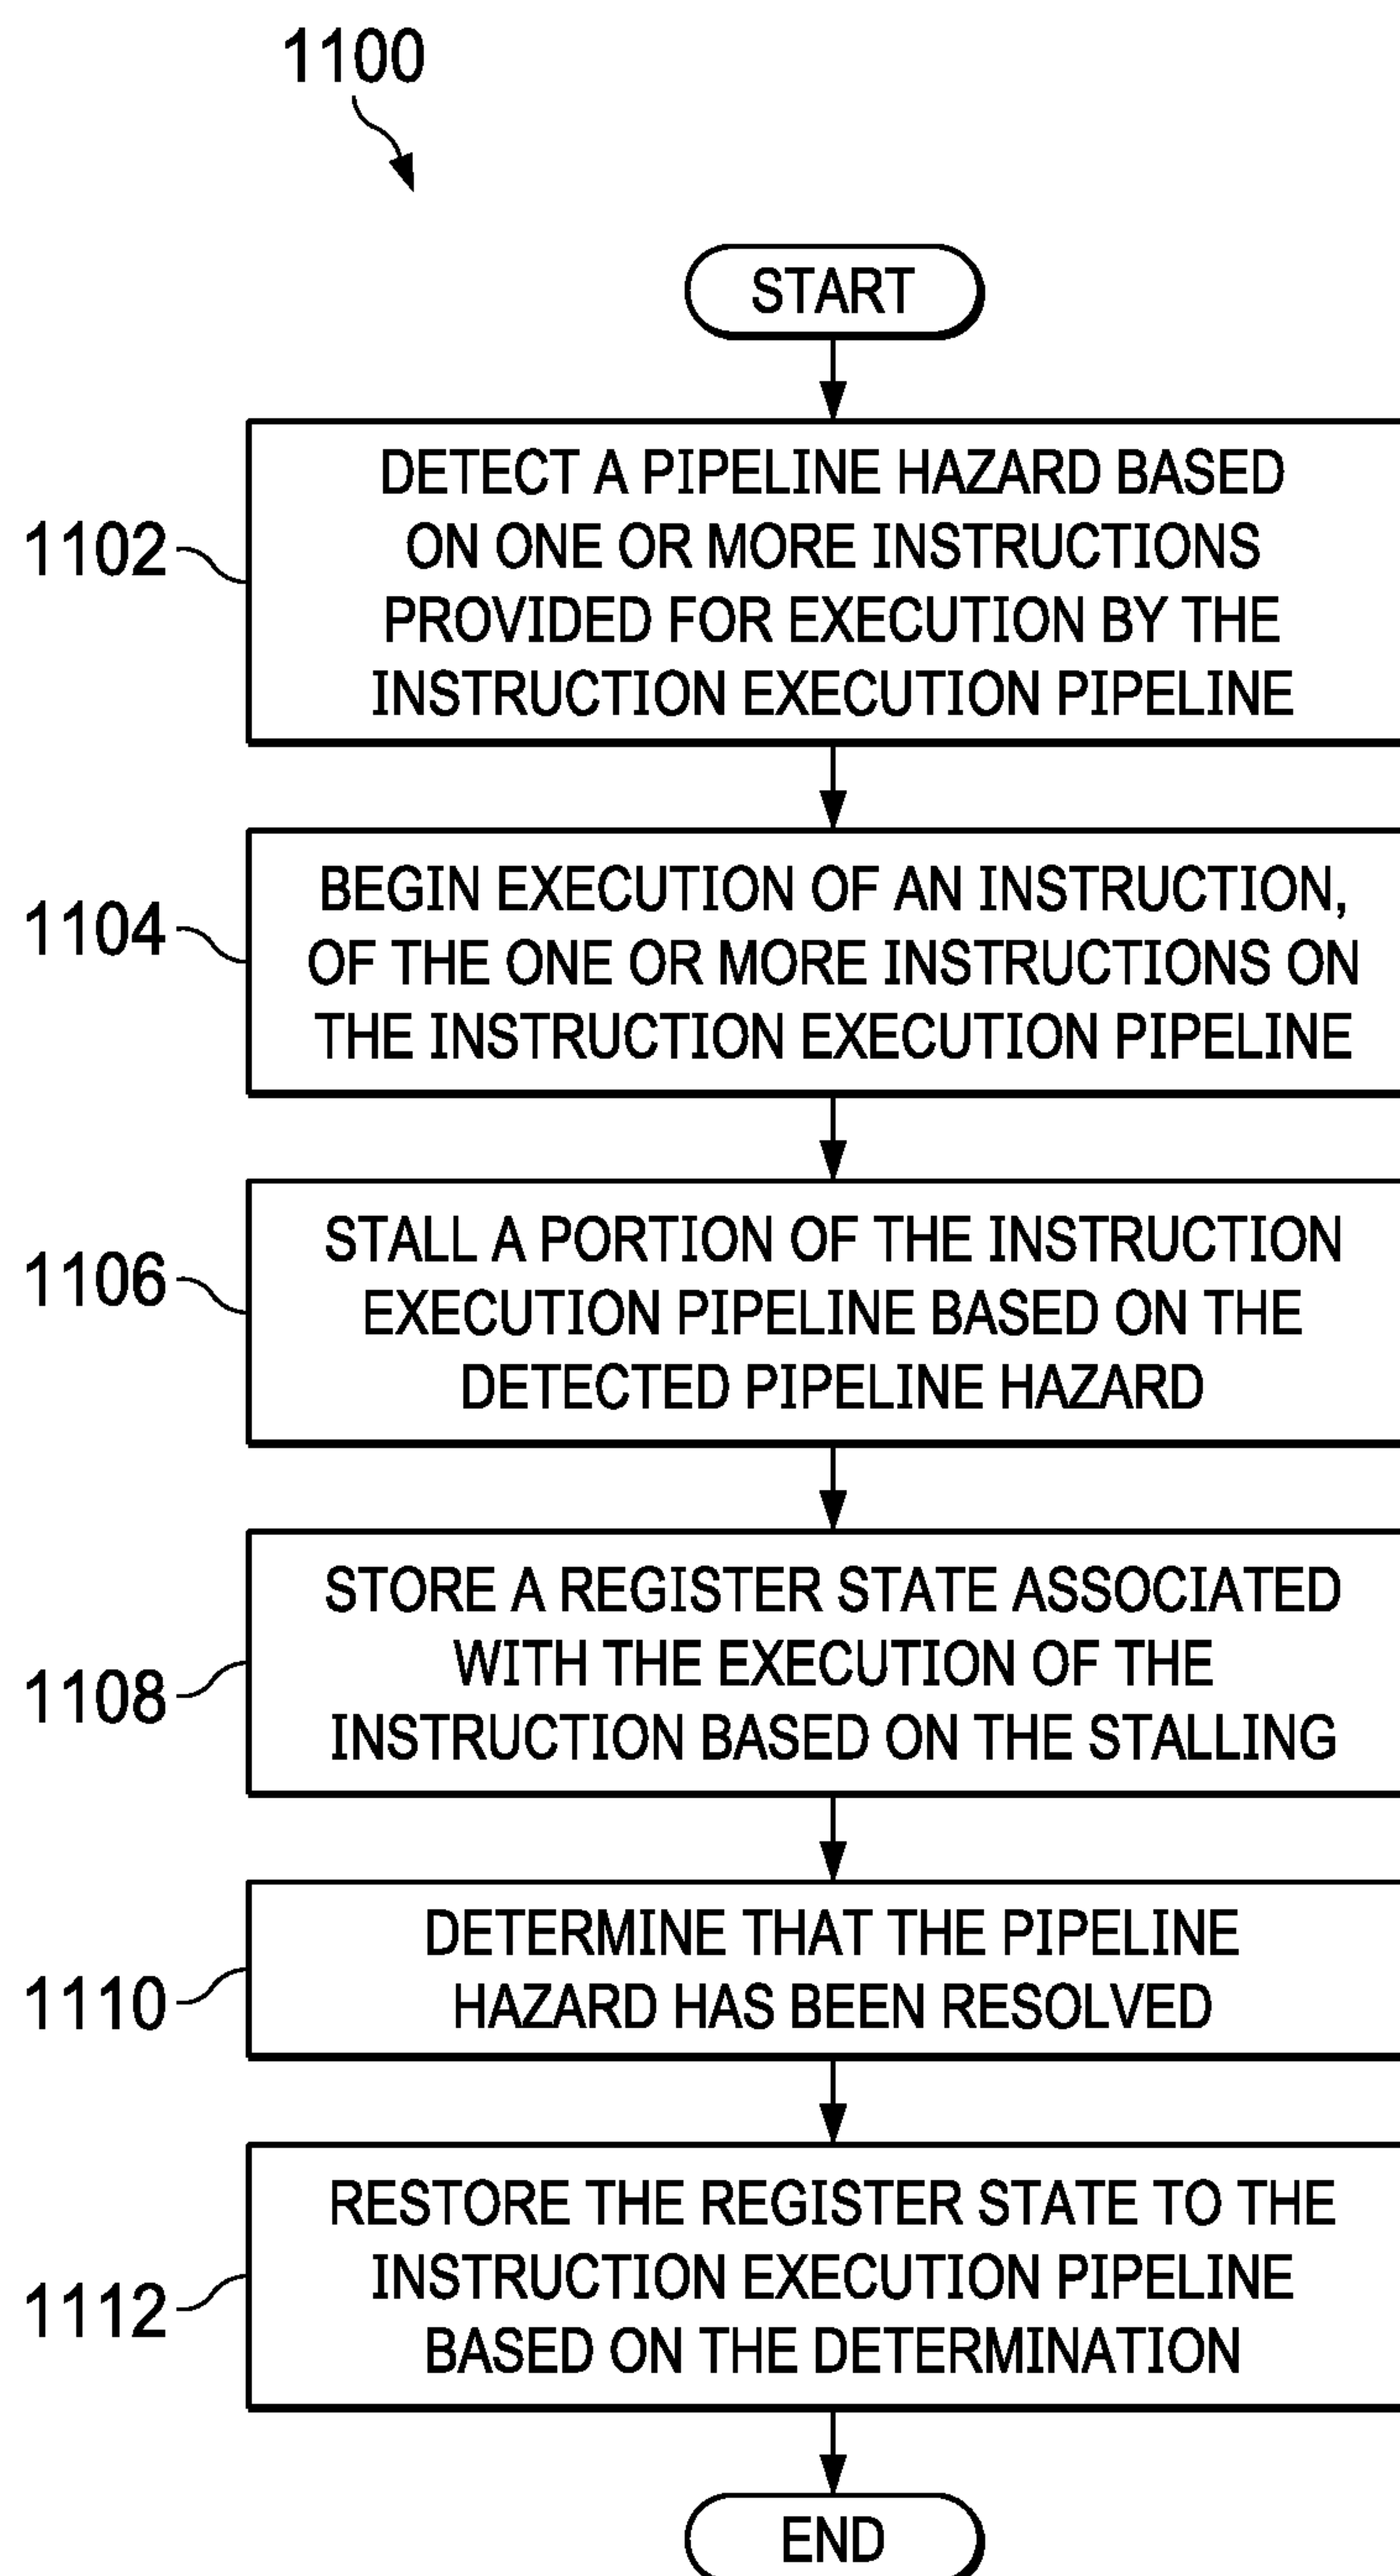 1100
START
1102
DETECT A PIPELINE HAZARD BASED
ON ONE OR MORE INSTRUCTIONS
PROVIDED FOR EXECUTION BY THE
INSTRUCTION EXECUTION PIPELINE
1104
BEGIN EXECUTION OF AN INSTRUCTION,
OF THE ONE OR MORE INSTRUCTIONS ON
THE INSTRUCTION EXECUTION PIPELINE
1106
STALL A PORTION OF THE INSTRUCTION
EXECUTION PIPELINE BASED ON THE
DETECTED PIPELINE HAZARD
1108
STORE A REGISTER STATE ASSOCIATED
WITH THE EXECUTION OF THE
INSTRUCTION BASED ON THE STALLING
1110
DETERMINE THAT THE PIPELINE
HAZARD HAS BEEN RESOLVED
1112
RESTORE THE REGISTER STATE TO THE
INSTRUCTION EXECUTION PIPELINE
BASED ON THE DETERMINATION
END